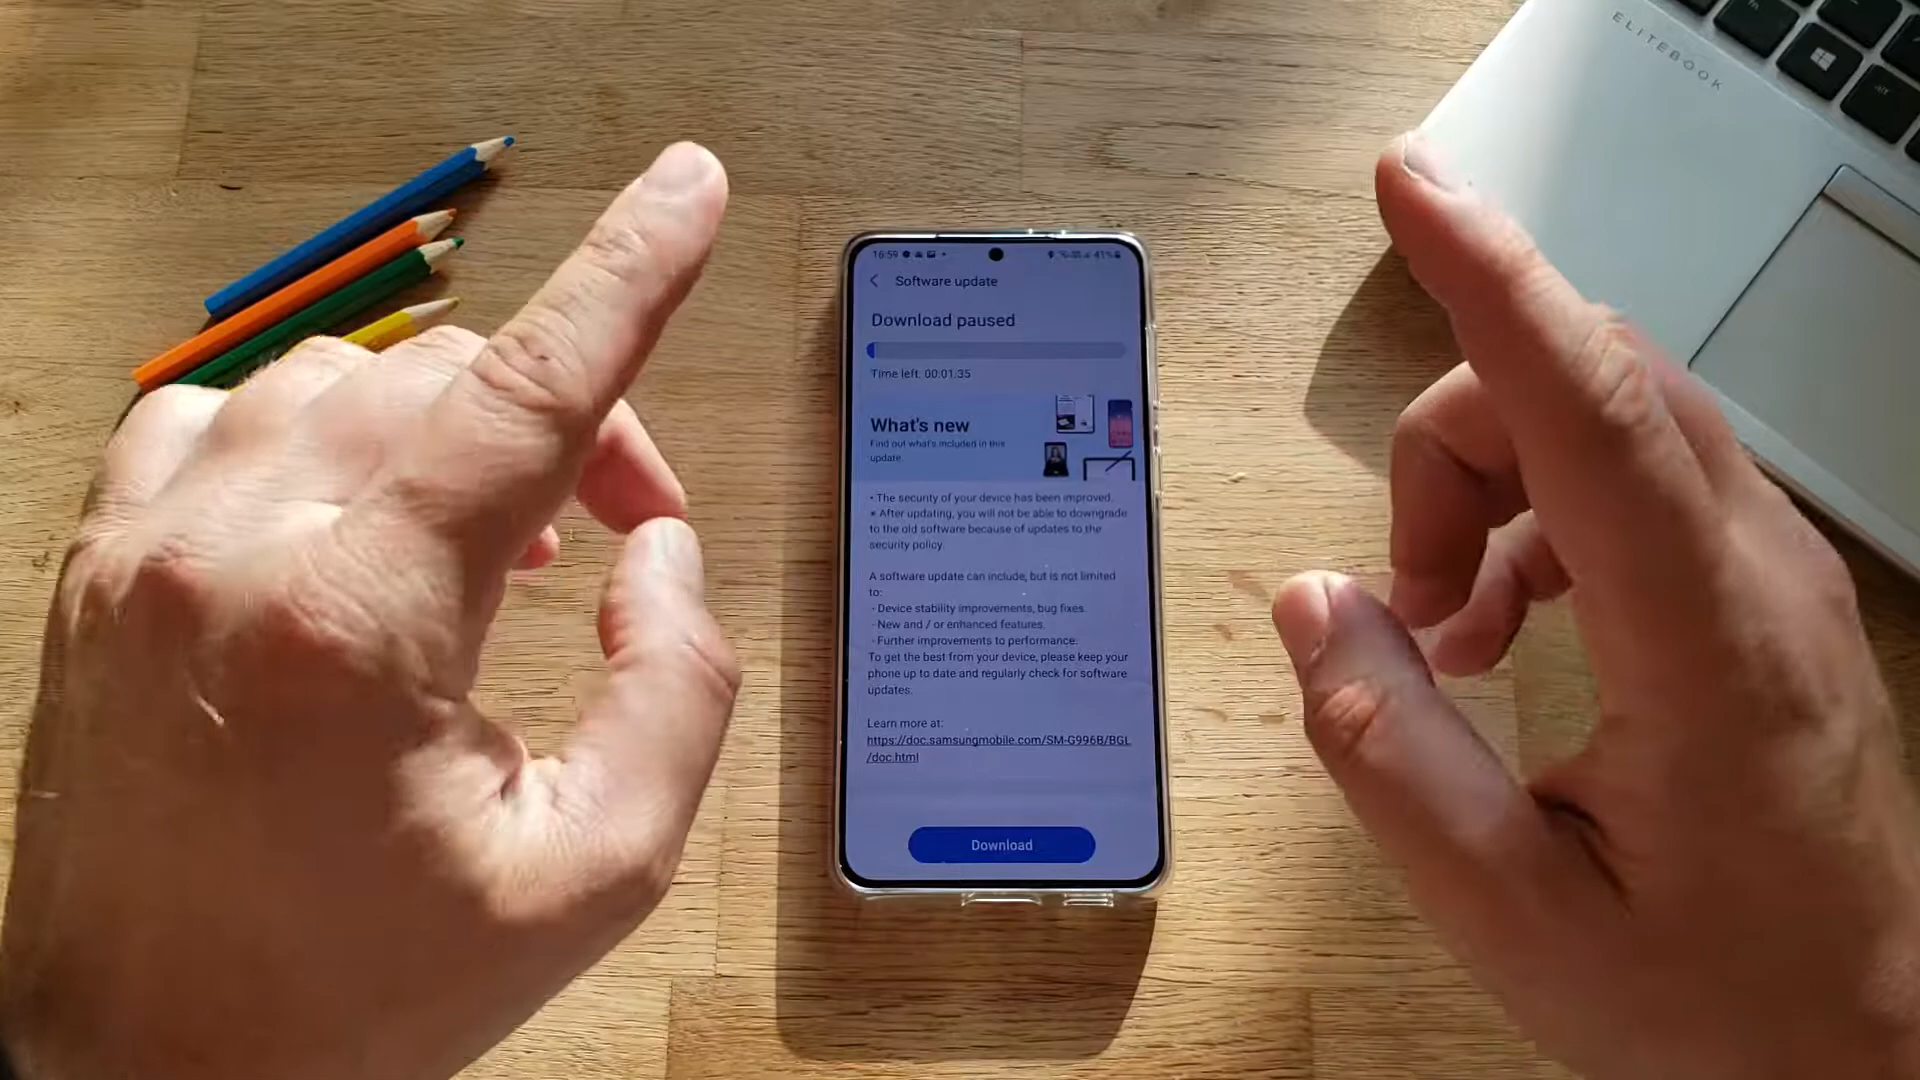 ELITEBOOK
fn
alt
16:59
41%
Software update
Download paused
Time left: 00:01:35
What's new
Find out what's included in this
update.
• The security of your device has been improved.
※ After updating, you will not be able to downgrade
to the old software because of updates to the
security policy.
A software update can include, but is not limited
to:
- Device stability improvements, bug fixes.
- New and / or enhanced features.
- Further improvements to performance.
To get the best from your device, please keep your
phone up to date and regularly check for software
updates.
Learn more at:
https://doc.samsungmobile.com/SM-G996B/BGL
/doc.html
Download